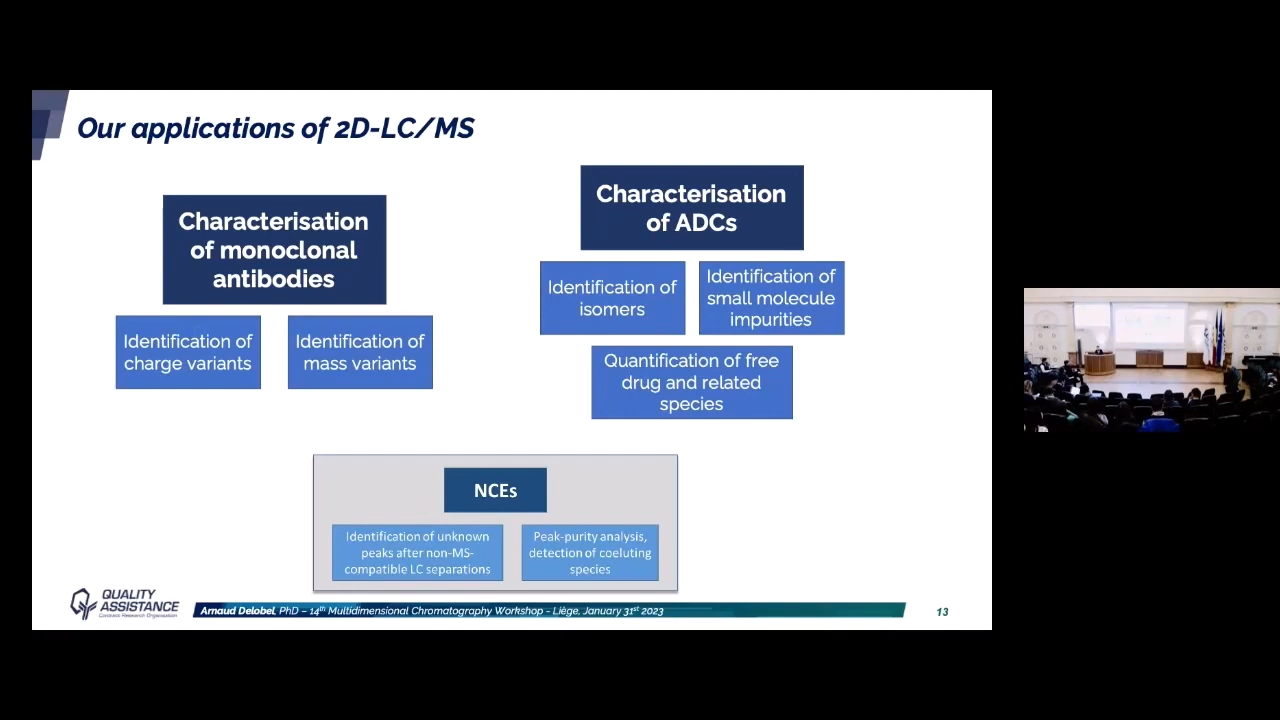 Our applications of 2D-LC/MS
Characterisation
of monoclonal
antibodies
Identification of
charge variants
Identification of
mass variants
Characterisation
of ADCs
Identification of
isomers
Identification of
small molecule
impurities
Quantification of free
drug and related
species
NCEs
Identification of unknown
peaks after non-MS-
compatible LC separations
Peak-purity analysis,
detection of coeluting
species
QUALITY
ASSISTANCE
Contract Research Organisation
Arnaud Delobel, PhD – 14th Multidimensional Chromatography Workshop - Liège, January 31st 2023
13